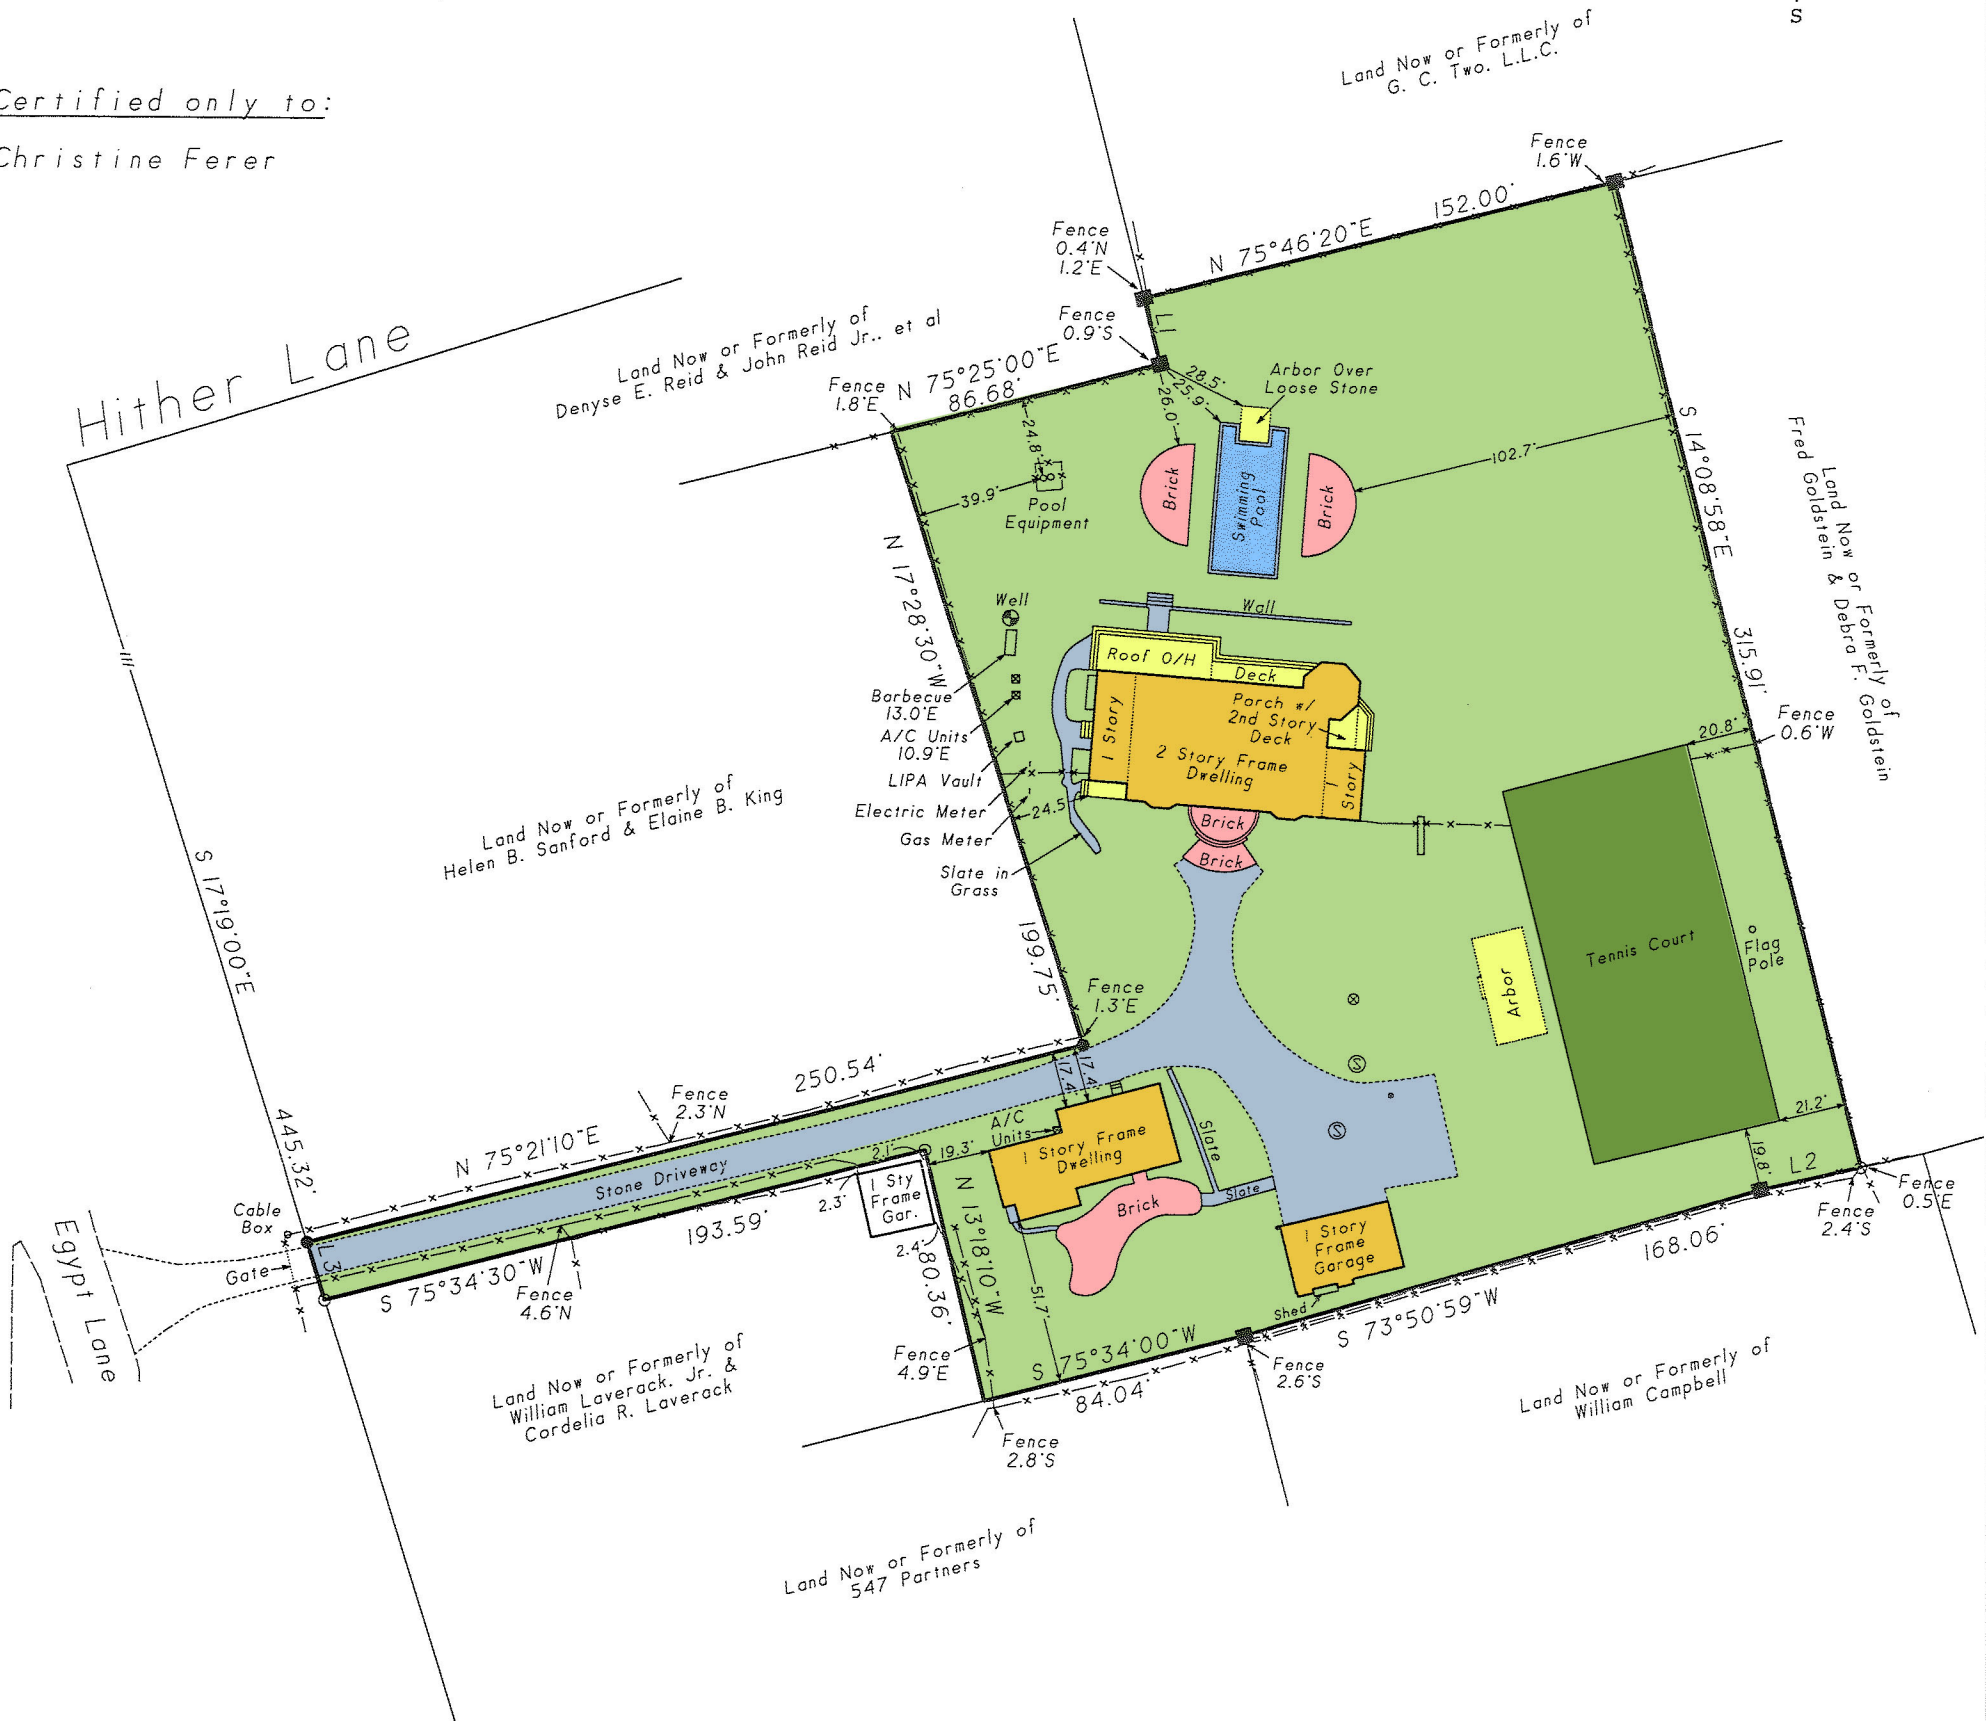 S
Certified only to:
Christine Ferer
Land Now or Formerly of
G. C. Two. L.L.C.
Fence
1.6'W
152.00'
N 75°46'20"E
Fence
0.4'N
1.2'E
L1
Fence
0.9'S
Hither Lane
Land Now or Formerly of
Denyse E. Reid & John Reid Jr.. et al
Fence
1.8'E
N 75°25'00"E
86.68'
28.5'
25.9'
26.0'
Arbor Over
Loose Stone
24.8'
39.9'
Pool
Equipment
Brick
Swimming
Pool
Brick
102.7'
S 14°08'58"E
315.91'
Land Now or Formerly of
Fred Goldstein & Debra F. Goldstein
N 17°28'30"W
199.75'
Well
Wall
Barbecue
13.0'E
A/C Units
10.9'E
LIPA Vault
Electric Meter
Gas Meter
24.5'
Slate in
Grass
Roof O/H
Deck
1 Story
Porch w/
2nd Story
Deck
2 Story Frame
Dwelling
1
Story
Brick
Brick
20.8'
Fence
0.6'W
Land Now or Formerly of
Helen B. Sanford & Elaine B. King
S 17°19'00"E
445.32'
Tennis Court
Flag
Pole
Arbor
Fence
1.3'E
250.54'
N 75°21'10"E
Fence
2.3'N
17.4'
17.4'
A/C
Units
1 Story Frame
Dwelling
Slate
Slate
Brick
S
S
21.2'
19.8'
L2
Fence
0.5'E
Fence
2.4'S
Stone Driveway
2.1'
19.3'
2.3'
1 Sty
Frame
Gar.
2.4'
N 13°18'10"W
80.36'
193.59'
S 75°34'30"W
Cable
Box
Gate
L3
Egypt Lane
Fence
4.6'N
Fence
4.9'E
51.7'
1 Story
Frame
Garage
Shed
168.06'
S 73°50'59"W
S 75°34'00"W
84.04'
Fence
2.6'S
Fence
2.8'S
Land Now or Formerly of
William Laverack. Jr. &
Cordelia R. Laverack
Land Now or Formerly of
William Campbell
Land Now or Formerly of
547 Partners